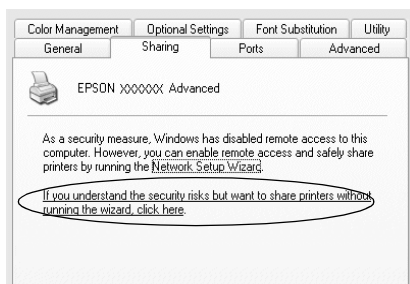 Color Management Optional Settings Font Substitution Utility
General Sharing Ports Advanced
EPSON XXXXXX Advanced
As a security measure, Windows has disabled remote access to this
computer. However, you can enable remote access and safely share
printers by running the Network Setup Wizard.
If you understand the security risks but want to share printers without
running the wizard, click here.